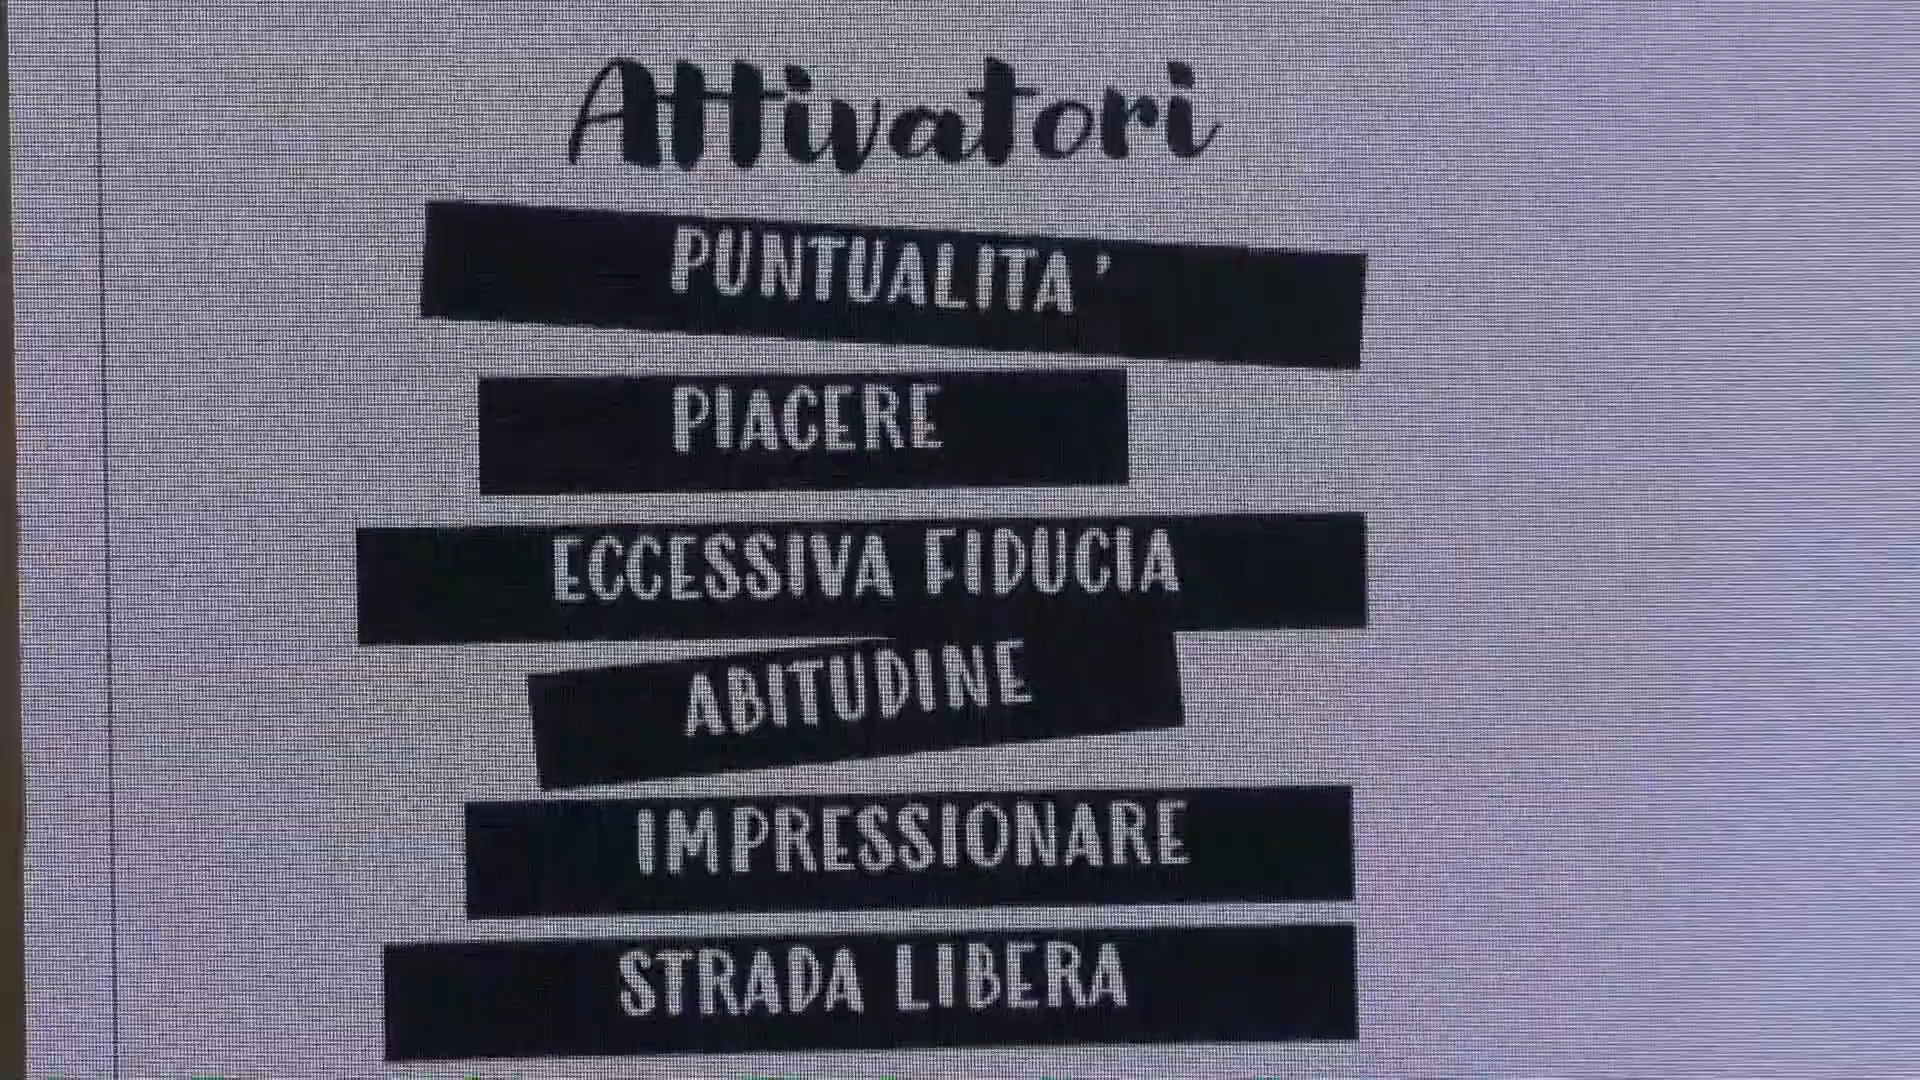 Attivatori
PUNTUALITA'
PIACERE
ECCESSIVA FIDUCIA
ABITUDINE
IMPRESSIONARE
STRADA LIBERA